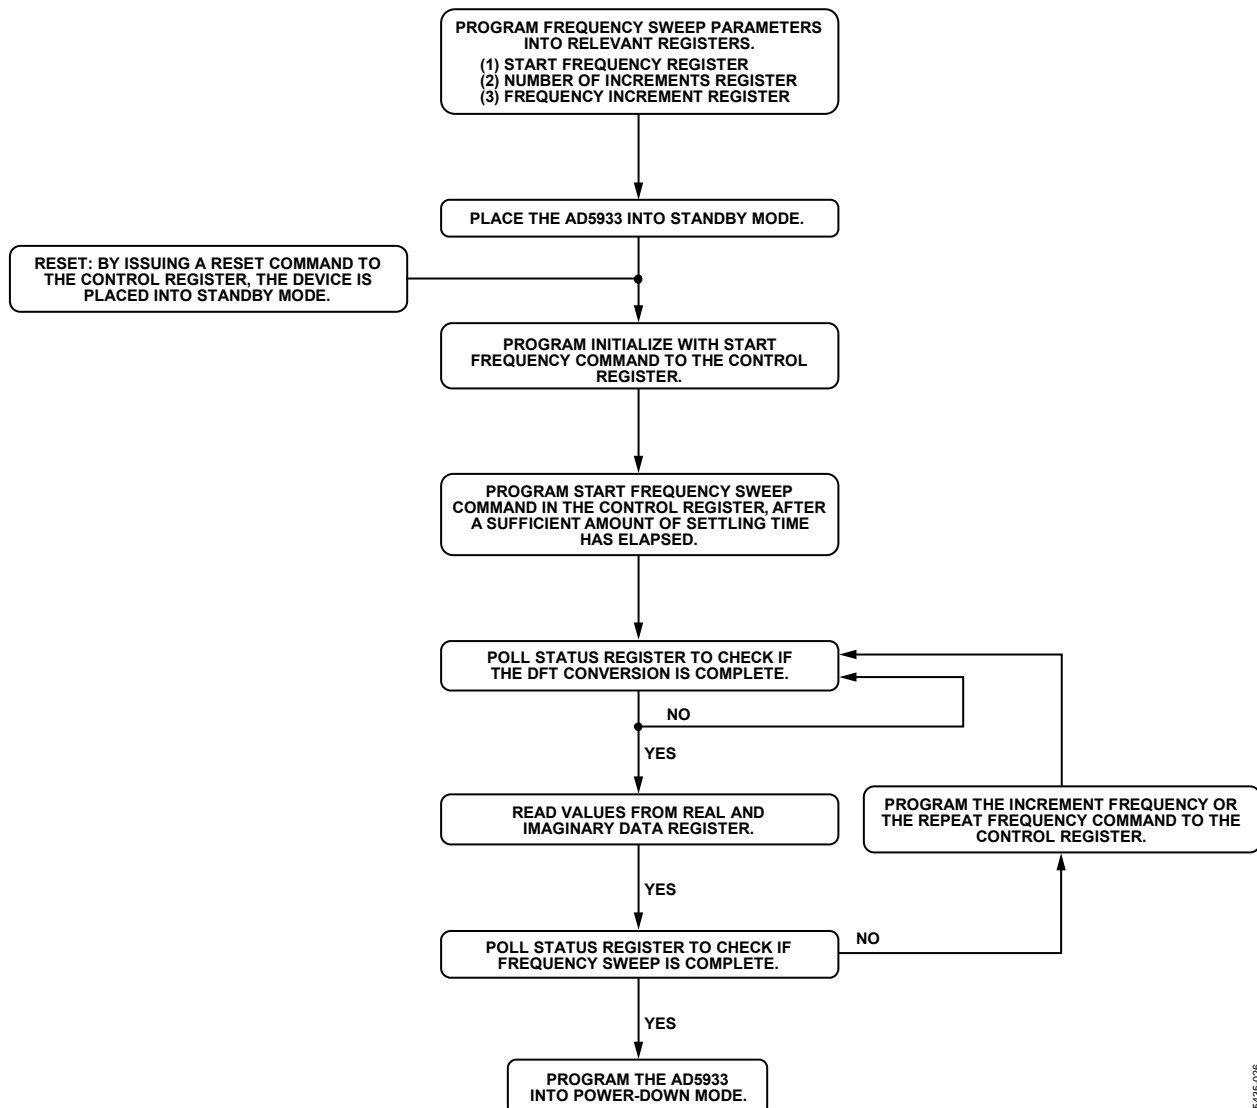 PROGRAM FREQUENCY SWEEP PARAMETERS
INTO RELEVANT REGISTERS.
(1) START FREQUENCY REGISTER
(2) NUMBER OF INCREMENTS REGISTER
(3) FREQUENCY INCREMENT REGISTER
PLACE THE AD5933 INTO STANDBY MODE.
RESET: BY ISSUING A RESET COMMAND TO
THE CONTROL REGISTER, THE DEVICE IS
PLACED INTO STANDBY MODE.
PROGRAM INITIALIZE WITH START
FREQUENCY COMMAND TO THE CONTROL
REGISTER.
PROGRAM START FREQUENCY SWEEP
COMMAND IN THE CONTROL REGISTER, AFTER
A SUFFICIENT AMOUNT OF SETTLING TIME
HAS ELAPSED.
POLL STATUS REGISTER TO CHECK IF
THE DFT CONVERSION IS COMPLETE.
NO
YES
READ VALUES FROM REAL AND
IMAGINARY DATA REGISTER.
PROGRAM THE INCREMENT FREQUENCY OR
THE REPEAT FREQUENCY COMMAND TO THE
CONTROL REGISTER.
YES
POLL STATUS REGISTER TO CHECK IF
FREQUENCY SWEEP IS COMPLETE.
NO
YES
PROGRAM THE AD5933
INTO POWER-DOWN MODE.